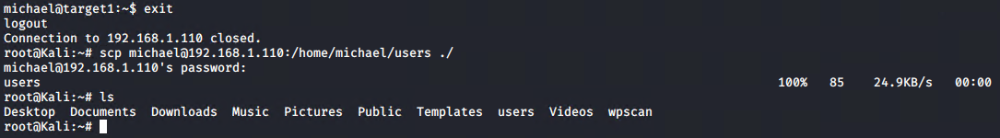 michael@target1:~$ exit
logout
Connection to 192.168.1.110 closed.
root@Kali:~# scp michael@192.168.1.110:/home/michael/users ./
michael@192.168.1.110's password:
users 100% 85 24.9KB/s 00:00
root@Kali:~# ls
Desktop Documents Downloads Music Pictures Public Templates users Videos wpscan
root@Kali:~#